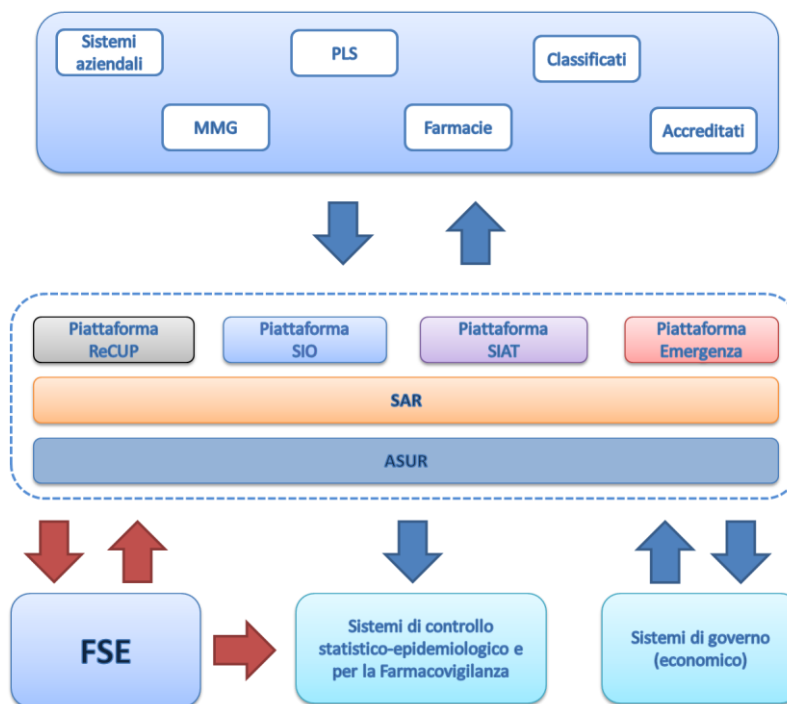 Sistemi
aziendali
PLS
Classificati
MMG
Farmacie
Accreditati
Piattaforma
ReCUP
Piattaforma
SIO
Piattaforma
SIAT
Piattaforma
Emergenza
SAR
ASUR
FSE
Sistemi di controllo
statistico-epidemiologico e
per la Farmacovigilanza
Sistemi di governo
(economico)